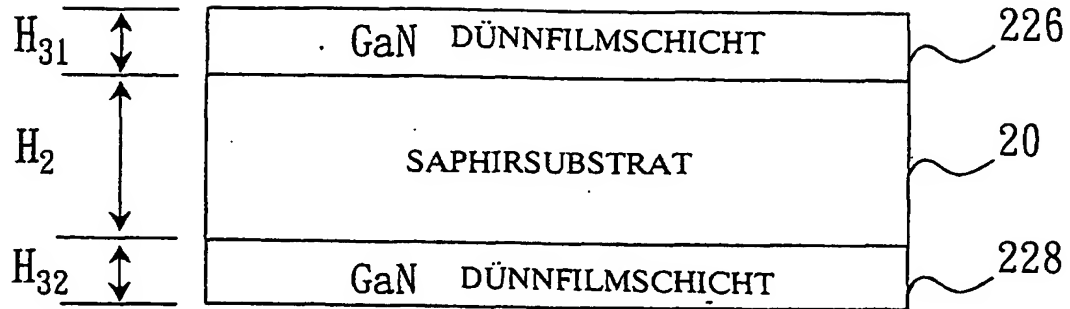 H31 GaN DÜNNFILMSCHICHT 226
H2 SAPHIRSUBSTRAT 20
H32 GaN DÜNNFILMSCHICHT 228